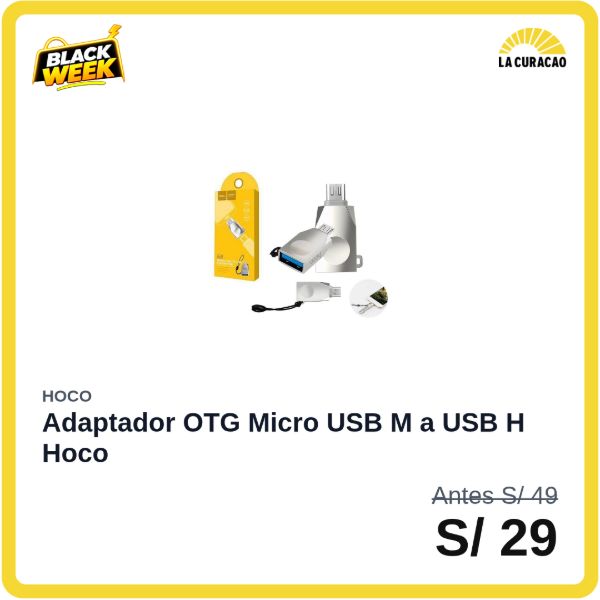 BLACK
WEEK
LA CURACAO
HOCO
Adaptador OTG Micro USB M a USB H
Hoco
Antes S/ 49
S/ 29